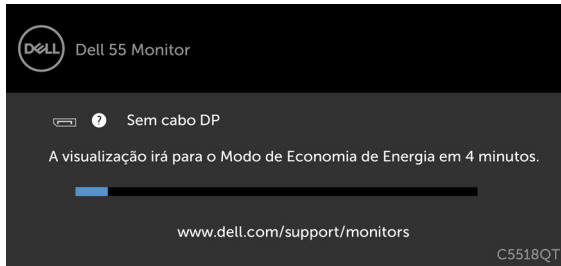 DELL
Dell 55 Monitor
? Sem cabo DP
A visualização irá para o Modo de Economia de Energia em 4 minutos.
www.dell.com/support/monitors
C5518QT